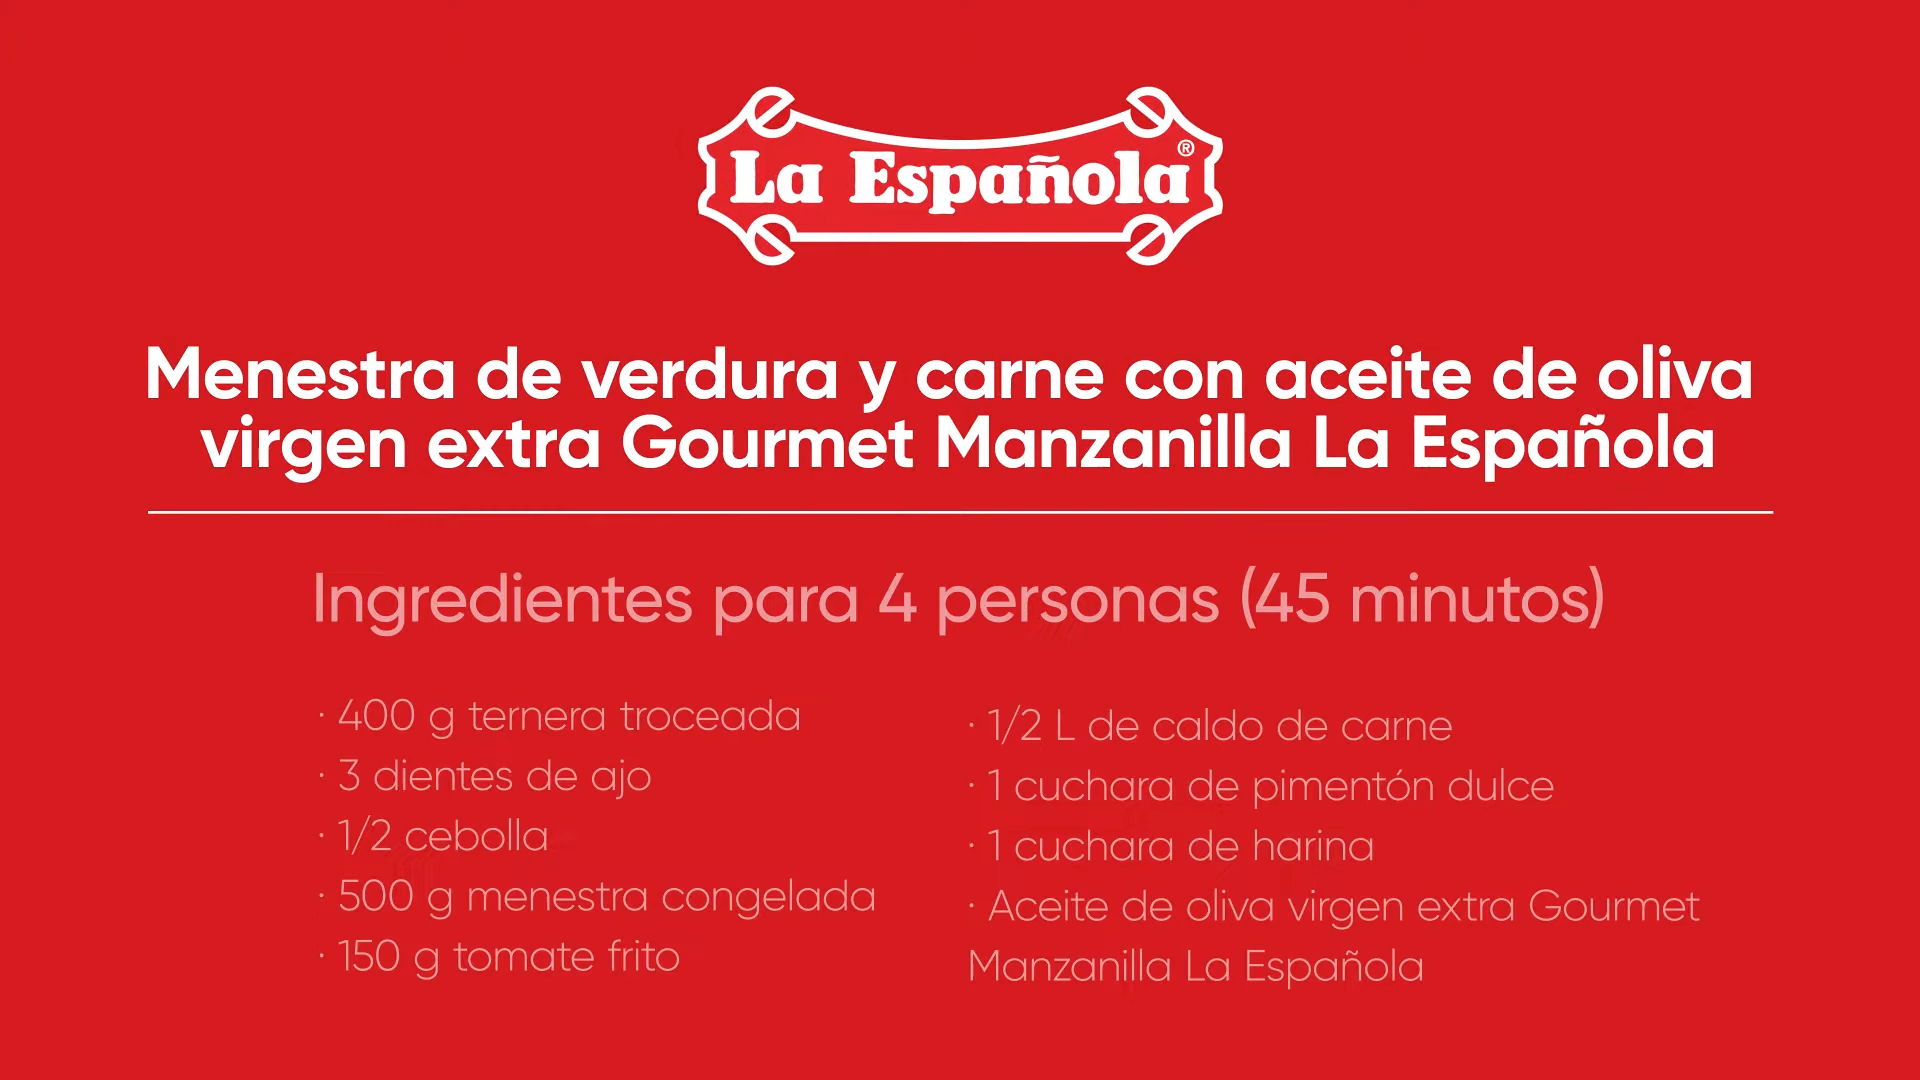 La Española®
Menestra de verdura y carne con aceite de oliva
virgen extra Gourmet Manzanilla La Española
Ingredientes para 4 personas (45 minutos)
· 400 g ternera troceada
· 3 dientes de ajo
· 1/2 cebolla
· 500 g menestra congelada
· 150 g tomate frito
· 1/2 L de caldo de carne
· 1 cuchara de pimentón dulce
· 1 cuchara de harina
· Aceite de oliva virgen extra Gourmet
Manzanilla La Española